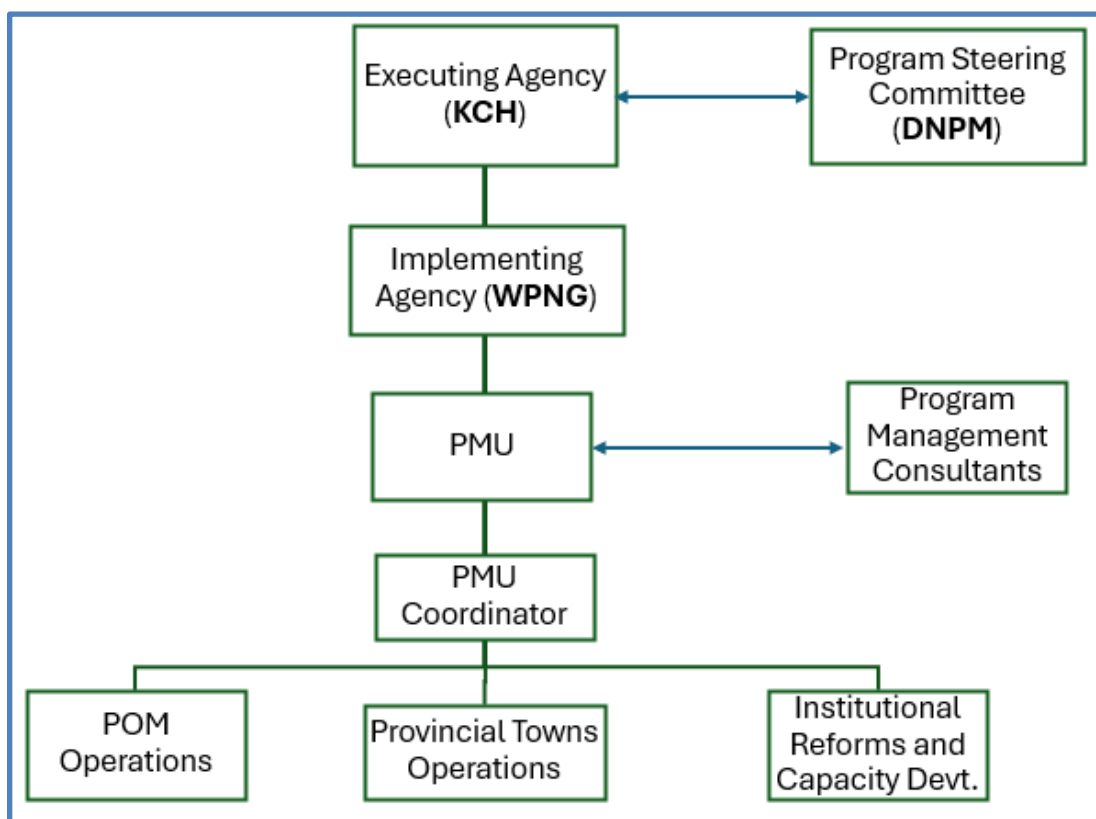 Executing Agency
(KCH)
Program Steering
Committee
(DNPM)
Implementing
Agency (WPNG)
PMU
Program
Management
Consultants
PMU
Coordinator
POM
Operations
Provincial Towns
Operations
Institutional
Reforms and
Capacity Devt.